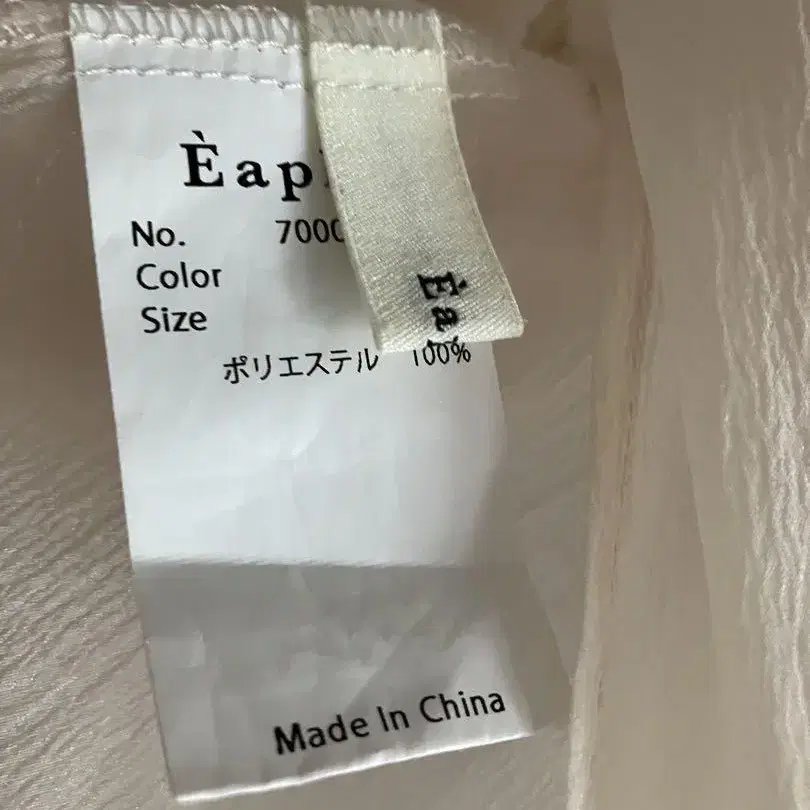 Èap
No. 7000
Color
Size
ポリエステル 100%
Made In China
Èa